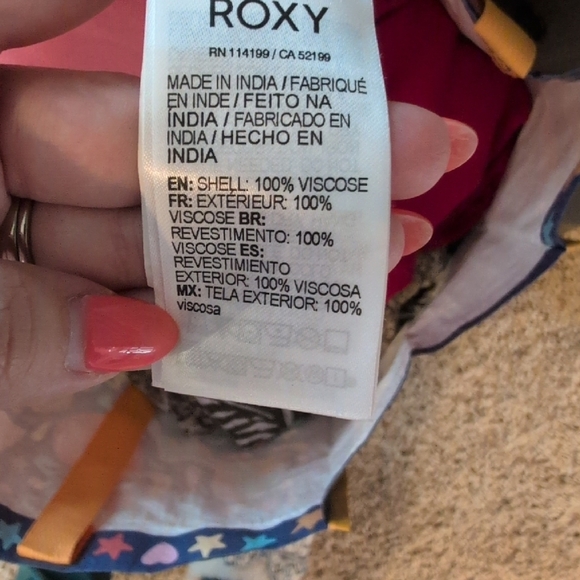 ROXY
RN 114199 / CA 52199
MADE IN INDIA / FABRIQUÉ
EN INDE / FEITO NA
ÍNDIA / FABRICADO EN
INDIA / HECHO EN
INDIA
EN: SHELL: 100% VISCOSE
FR: EXTÉRIEUR: 100%
VISCOSE BR:
REVESTIMENTO: 100%
VISCOSE ES:
REVESTIMIENTO
EXTERIOR: 100% VISCOSA
MX: TELA EXTERIOR: 100%
viscosa